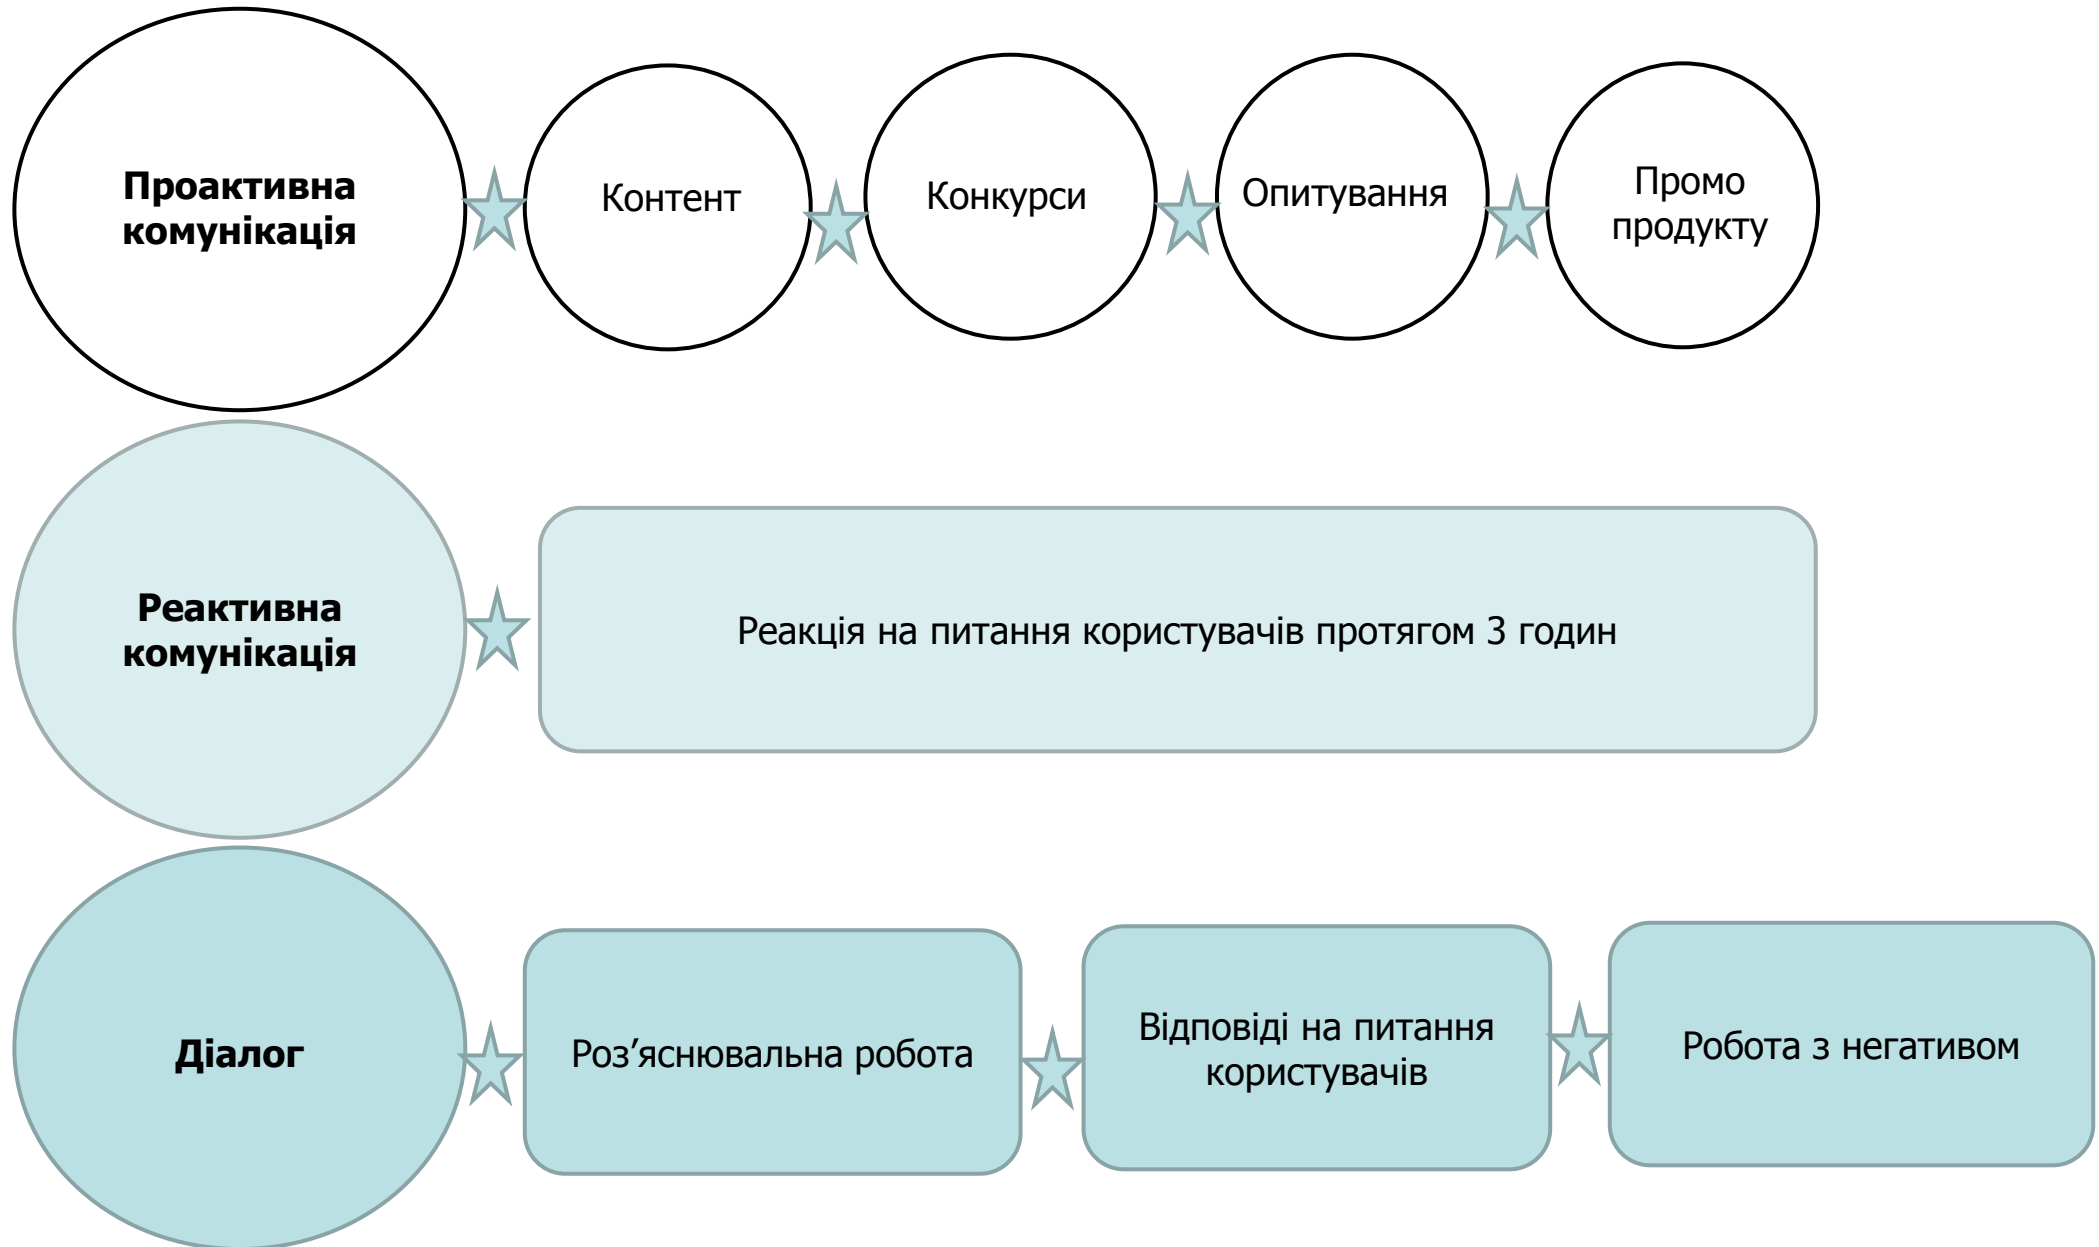 Проактивна
комунікація
Контент
Конкурси
Опитування
Промо
продукту
Реактивна
комунікація
Реакція на питання користувачів протягом 3 годин
Діалог
Роз’яснювальна робота
Відповіді на питання
користувачів
Робота з негативом